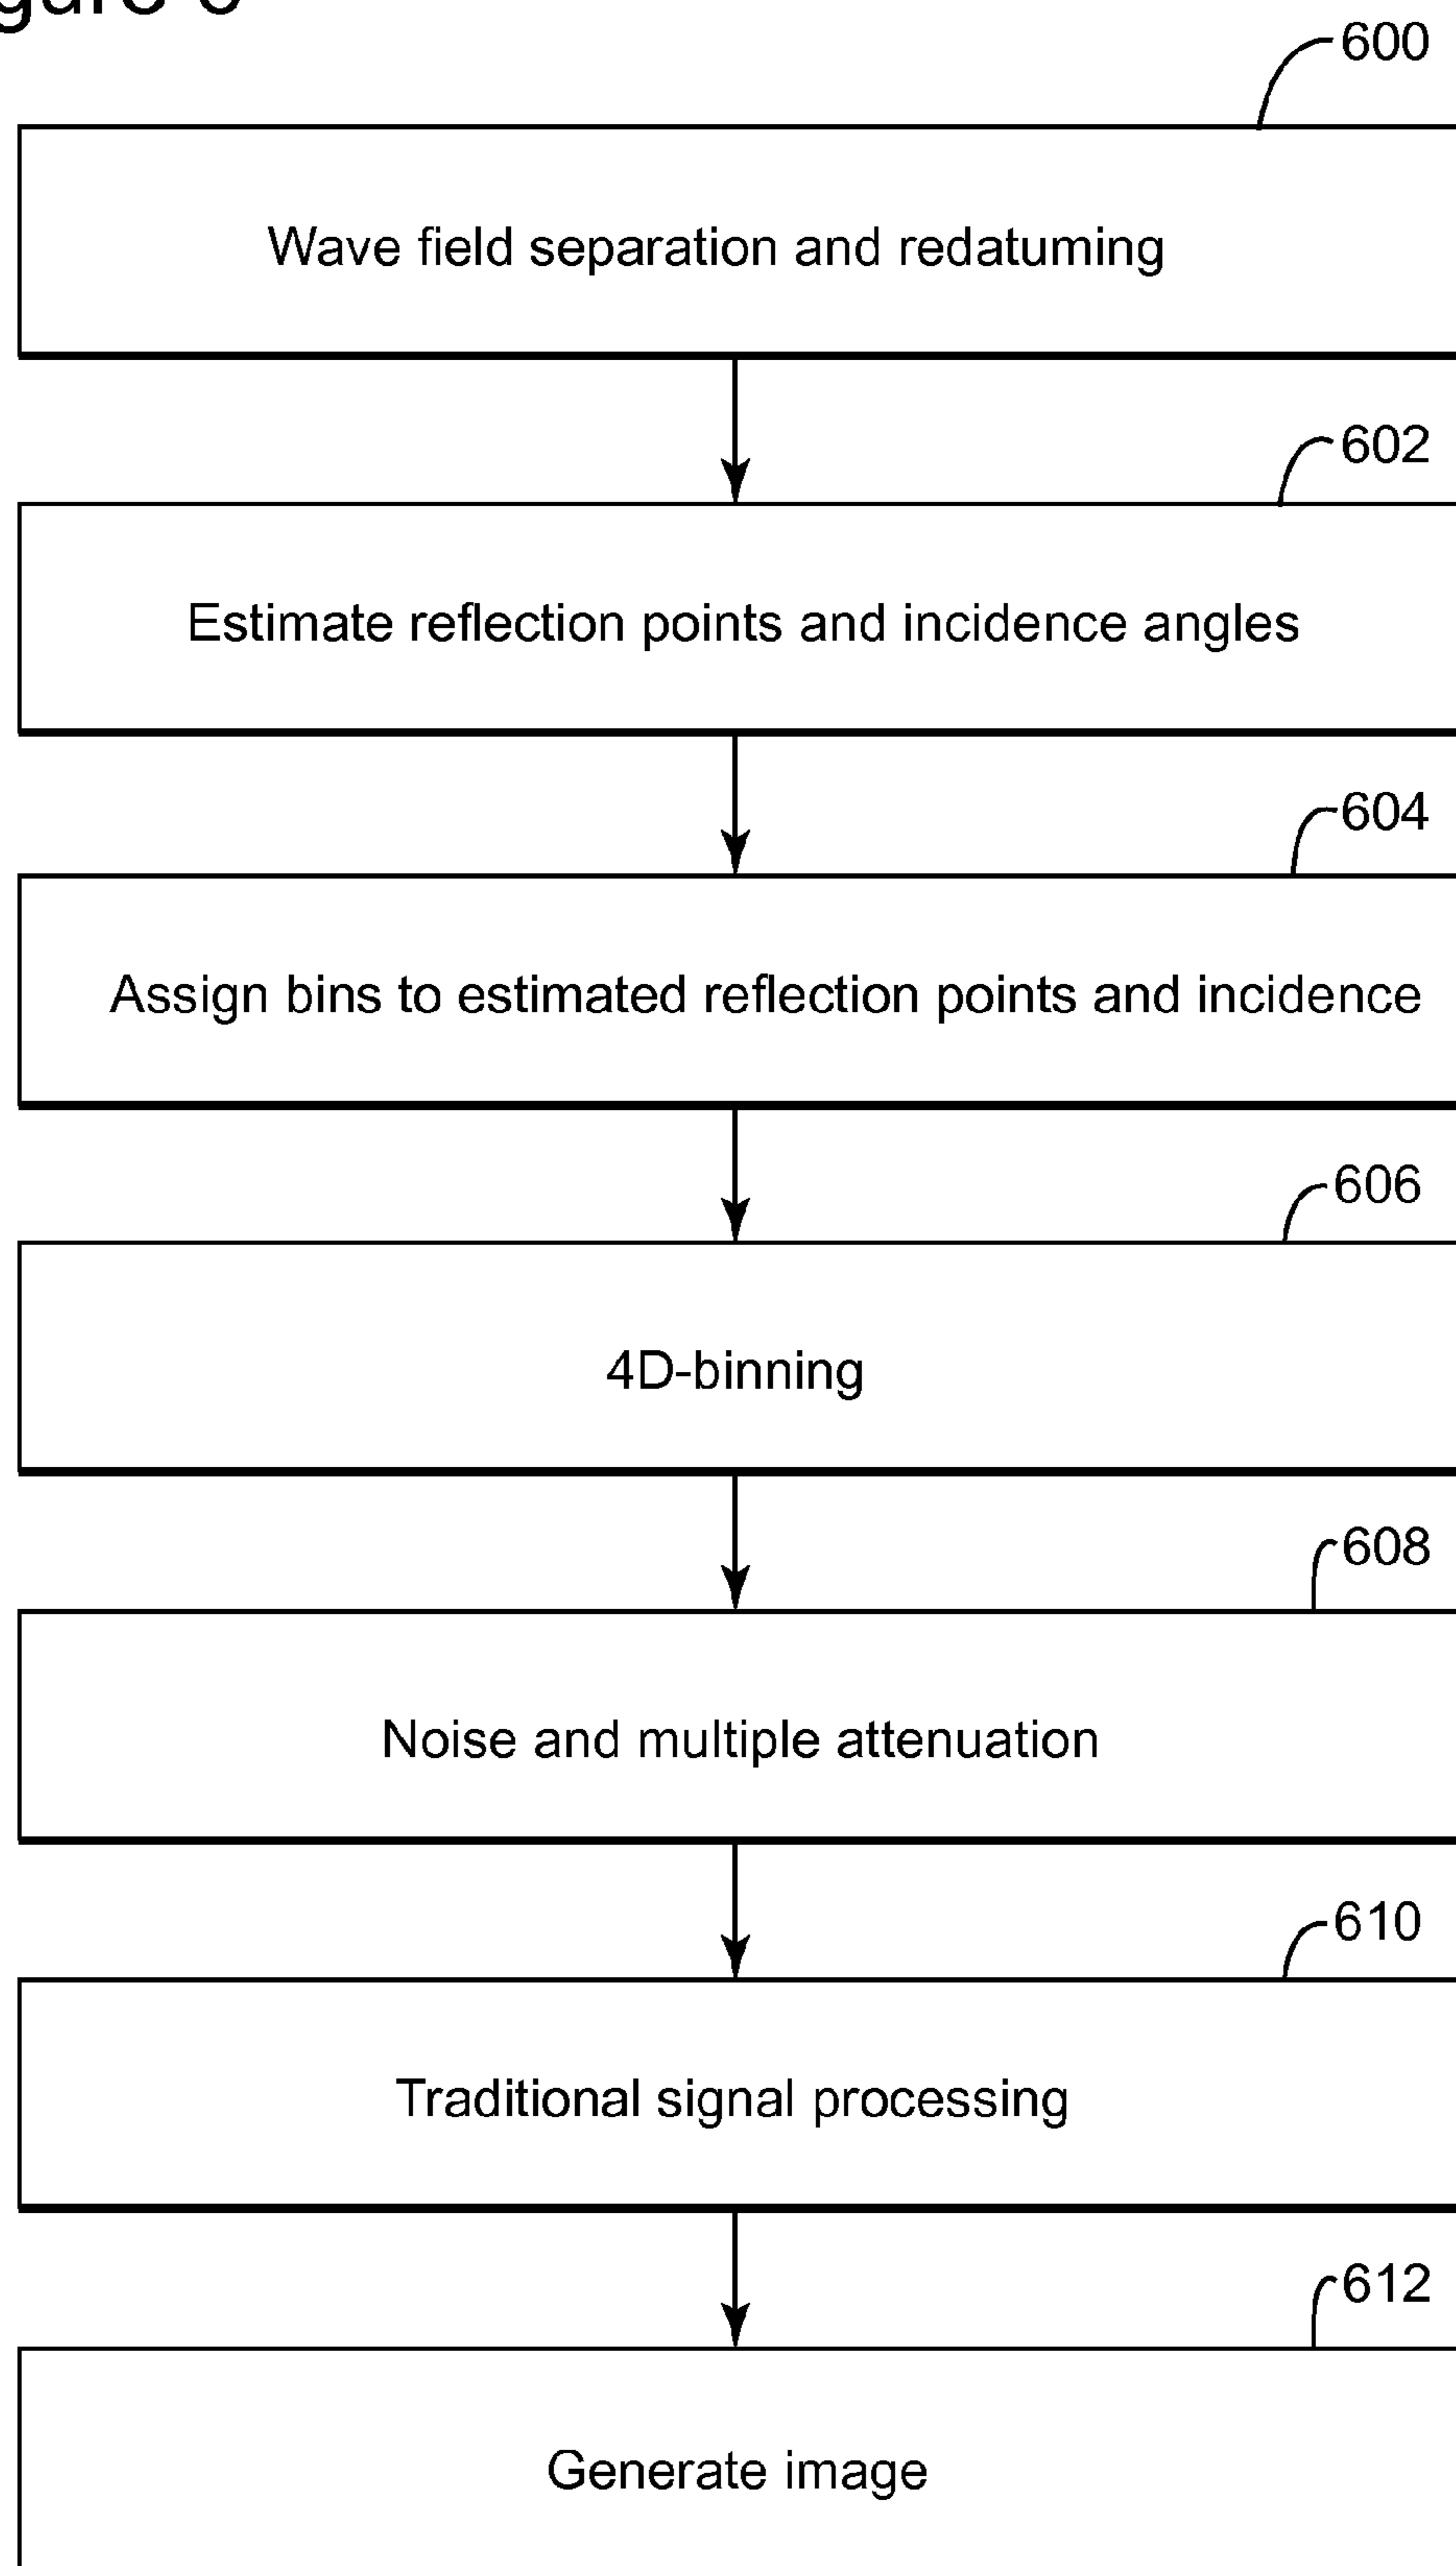 600
Wave field separation and redatuming
602
Estimate reflection points and incidence angles
604
Assign bins to estimated reflection points and incidence
606
4D-binning
608
Noise and multiple attenuation
610
Traditional signal processing
612
Generate image